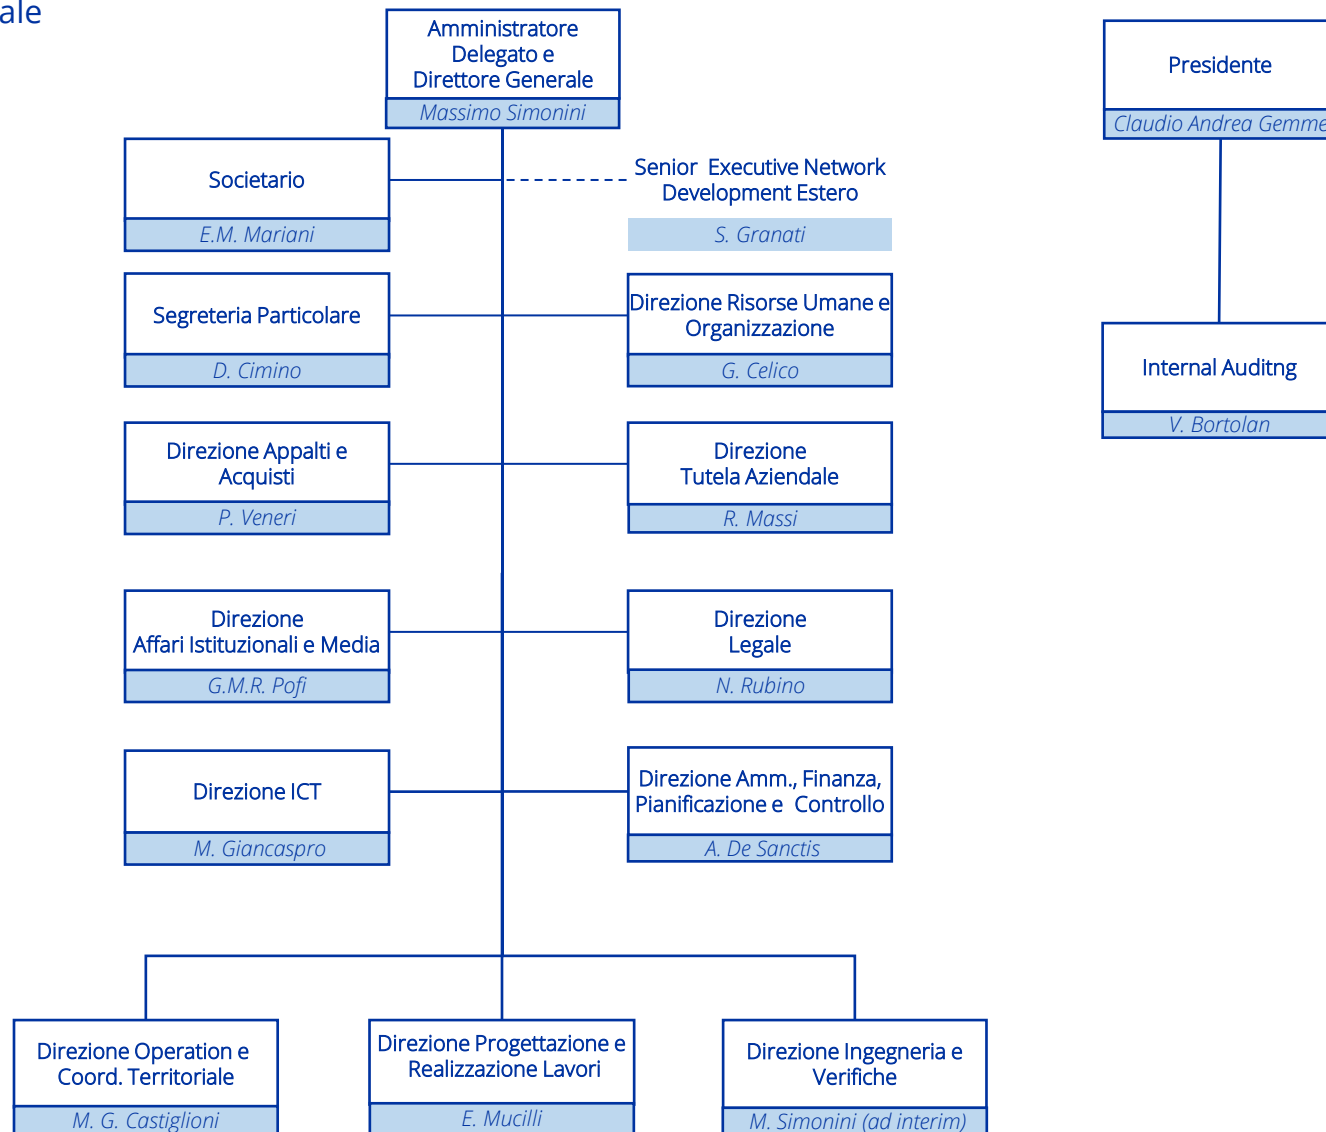 ale
Amministratore
Delegato e
Direttore Generale
Massimo Simonini
Presidente
Claudio Andrea Gemme
Societario
E.M. Mariani
Senior Executive Network
Development Estero
S. Granati
Segreteria Particolare
D. Cimino
Direzione Risorse Umane e
Organizzazione
G. Celico
Internal Auditng
V. Bortolan
Direzione Appalti e
Acquisti
P. Veneri
Direzione
Tutela Aziendale
R. Massi
Direzione
Affari Istituzionali e Media
G.M.R. Pofi
Direzione
Legale
N. Rubino
Direzione ICT
M. Giancaspro
Direzione Amm., Finanza,
Pianificazione e Controllo
A. De Sanctis
Direzione Operation e
Coord. Territoriale
M. G. Castiglioni
Direzione Progettazione e
Realizzazione Lavori
E. Mucilli
Direzione Ingegneria e
Verifiche
M. Simonini (ad interim)